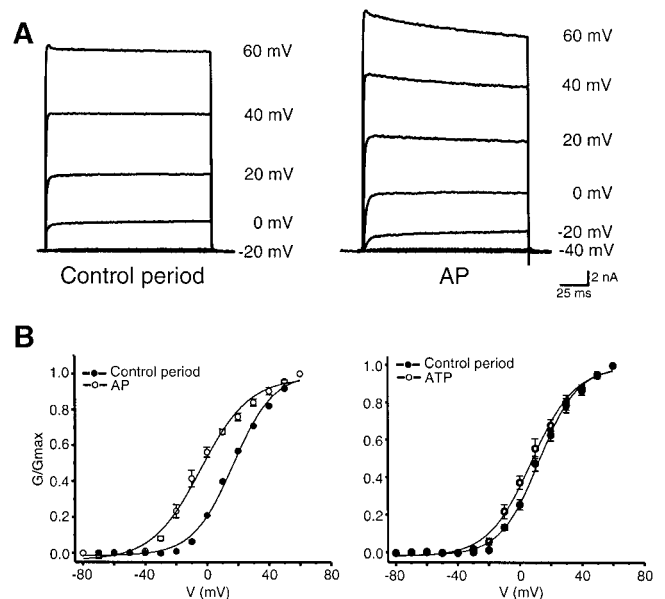 A
60 mV
40 mV
20 mV
0 mV
-20 mV
Control period
60 mV
40 mV
20 mV
0 mV
-20 mV
-40 mV
AP
2 nA
25 ms
B
Control period
AP
G/Gmax
1.0
0.8
0.6
0.4
0.2
0.0
-80 -40 0 40 80
V (mV)
Control period
ATP
1.0
0.8
0.6
0.4
0.2
0.0
-80 -40 0 40 80
V (mV)